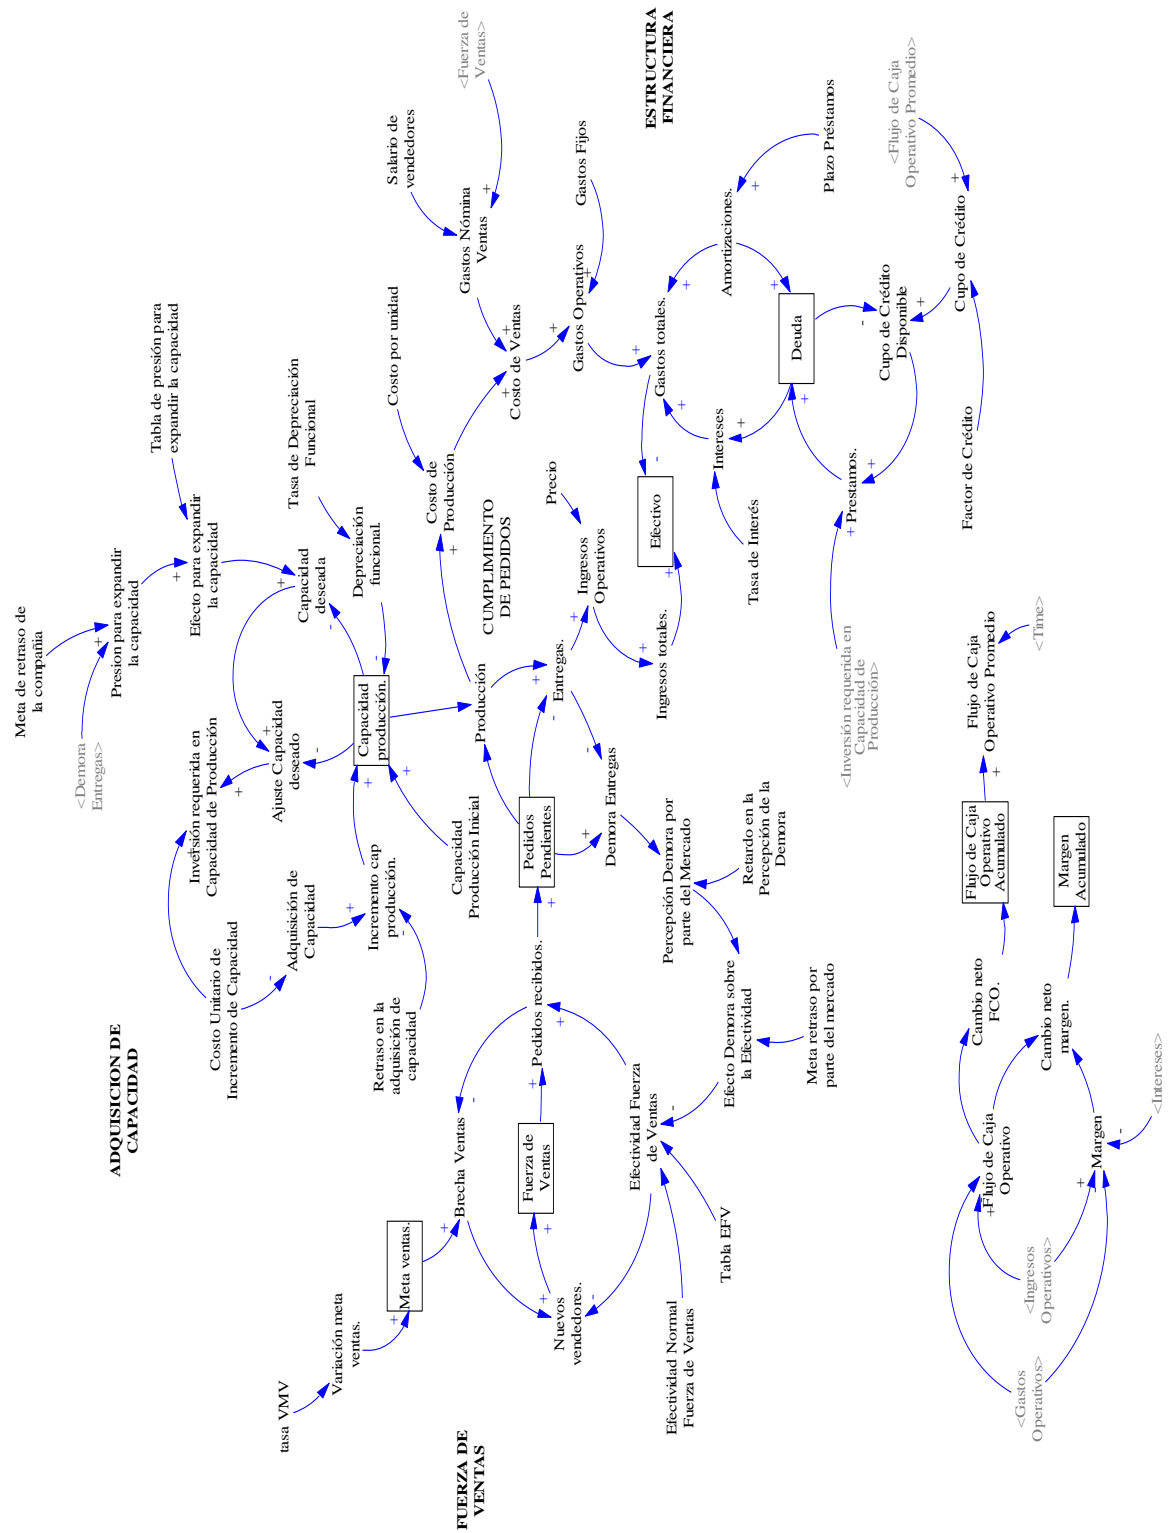 ADQUISICION DE
CAPACIDAD
Meta de retraso de
la compañia
<Demora
Entregas>
Presion para expandir
la capacidad
Tabla de presión para
expandir la capacidad
Efecto para expandir
la capacidad
Costo Unitario de
Incremento de Capacidad
Inversión requerida en
Capacidad de Producción
Adquisición de
Capacidad
Ajuste Capacidad
deseado
Capacidad
deseada
Tasa de Depreciación
Funcional
Depreciación
funcional.
Retraso en la
adquisición de
capacidad
Incremento cap
producción.
Capacidad
producción.
Capacidad
Producción Inicial
FUERZA DE
VENTAS
tasa VMV
Variación meta
ventas.
Meta ventas.
Brecha Ventas
Fuerza de
Ventas
Nuevos
vendedores.
Pedidos recibidos.
Efectividad Fuerza
de Ventas
Efectividad Normal
Fuerza de Ventas
Tabla EFV
Efecto Demora sobre
la Efectividad
Meta retraso por
parte del mercado
CUMPLIMIENTO
DE PEDIDOS
Producción
Pedidos
Pendientes
Entregas.
Demora Entregas
Percepción Demora por
parte del Mercado
Retardo en la
Percepción de la
Demora
ESTRUCTURA
FINANCIERA
Costo por unidad
Costo de
Producción
Salario de
vendedores
<Fuerza de
Ventas>
Gastos Nómina
Ventas
Costo de Ventas
Gastos Fijos
Gastos Operativos
Precio
Ingresos
Operativos
Ingresos totales.
Efectivo
Gastos totales.
Amortizaciones.
Plazo Préstamos
Intereses
Tasa de Interés
Deuda
Prestamos.
<Inversión requerida en
Capacidad de
Producción>
Cupo de Crédito
Disponible
Cupo de Crédito
Factor de Crédito
<Flujo de Caja
Operativo Promedio>
<Gastos
Operativos>
<Ingresos
Operativos>
Flujo de Caja
Operativo
Margen
<Intereses>
Cambio neto
FCO.
Cambio neto
margen.
Flujo de Caja
Operativo
Acumulado
Margen
Acumulado
Flujo de Caja
Operativo Promedio
<Time>